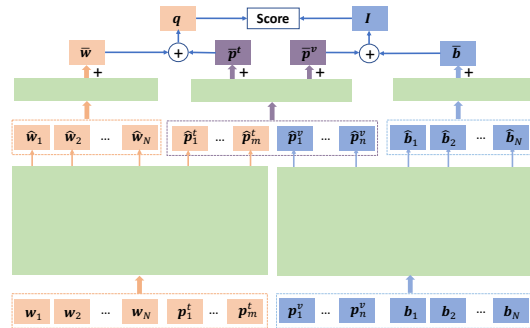 q Score I
w̄ + p̄ᵗ p̄ᵛ + b̄
+ + + +
ŵ₁ ŵ₂ ... ŵ_N p̂₁ᵗ ... p̂ₘᵗ p̂₁ᵛ ... p̂ₙᵛ b̂₁ b̂₂ ... b̂_N
w₁ w₂ ... w_N p₁ᵗ ... pₘᵗ p₁ᵛ ... pₙᵛ b₁ b₂ ... b_N